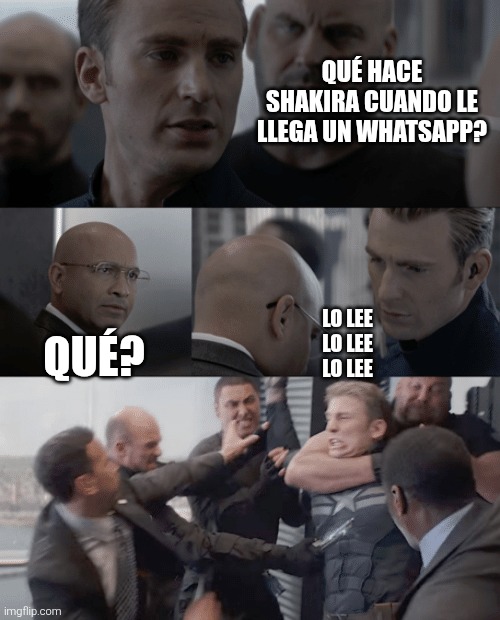 QUÉ HACE
SHAKIRA CUANDO LE
LLEGA UN WHATSAPP?
QUÉ?
LO LEE
LO LEE
LO LEE
imgflip.com